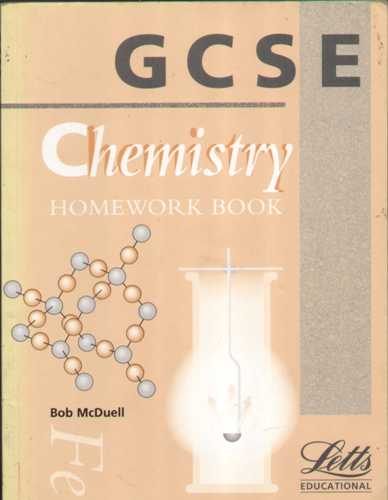 GCSE
Chemistry
HOMEWORK BOOK
Bob McDuell
Fe
Letts
EDUCATIONAL